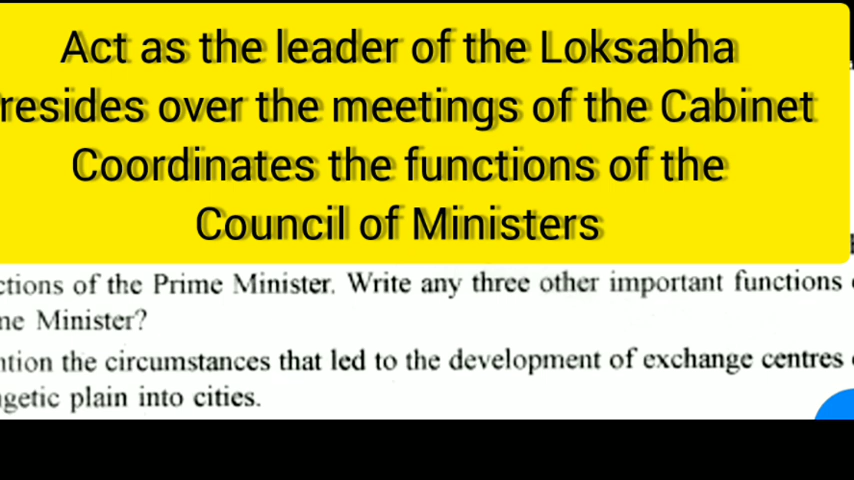 Act as the leader of the Loksabha
resides over the meetings of the Cabinet
Coordinates the functions of the
Council of Ministers
ctions of the Prime Minister. Write any three other important functions
ne Minister?
ntion the circumstances that led to the development of exchange centres
getic plain into cities.